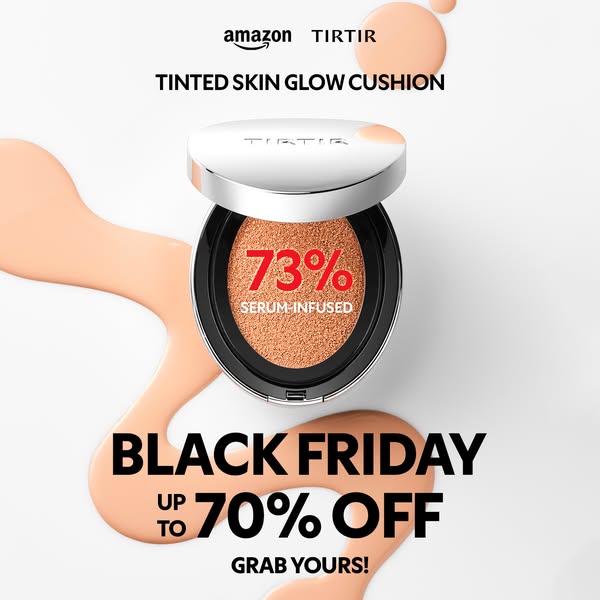 amazon TIRTIR
TINTED SKIN GLOW CUSHION
TIRTIR
73%
SERUM-INFUSED
BLACK FRIDAY
UP TO 70% OFF
GRAB YOURS!